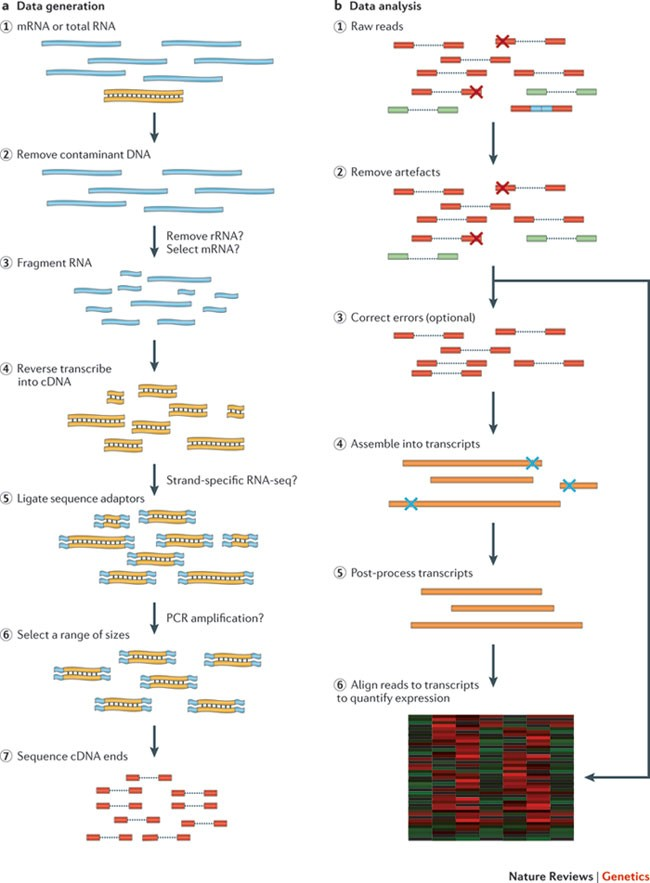 a Data generation
① mRNA or total RNA
② Remove contaminant DNA
Remove rRNA?
Select mRNA?
③ Fragment RNA
④ Reverse transcribe
into cDNA
Strand-specific RNA-seq?
⑤ Ligate sequence adaptors
PCR amplification?
⑥ Select a range of sizes
⑦ Sequence cDNA ends
b Data analysis
① Raw reads
② Remove artefacts
③ Correct errors (optional)
④ Assemble into transcripts
⑤ Post-process transcripts
⑥ Align reads to transcripts
to quantify expression
Nature Reviews | Genetics